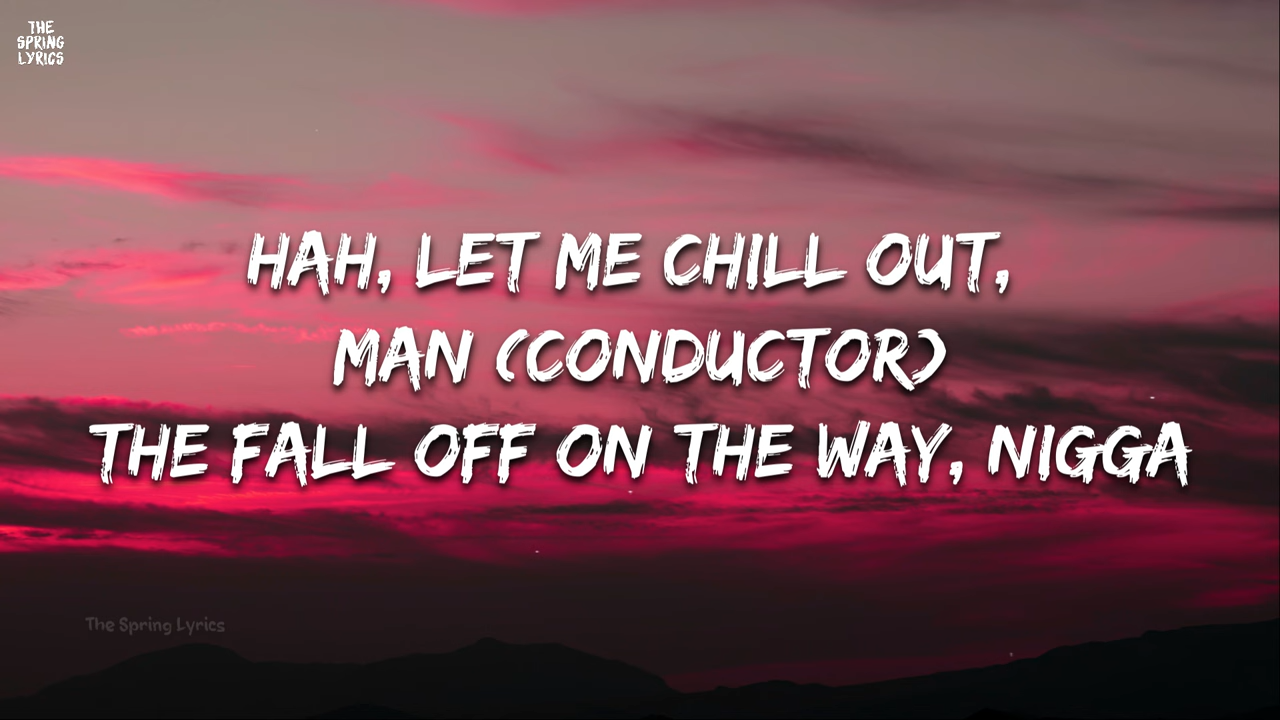 THE
SPRING
LYRICS
HAH, LET ME CHILL OUT,
MAN (CONDUCTOR)
THE FALL OFF ON THE WAY, NIGGA
The Spring Lyrics